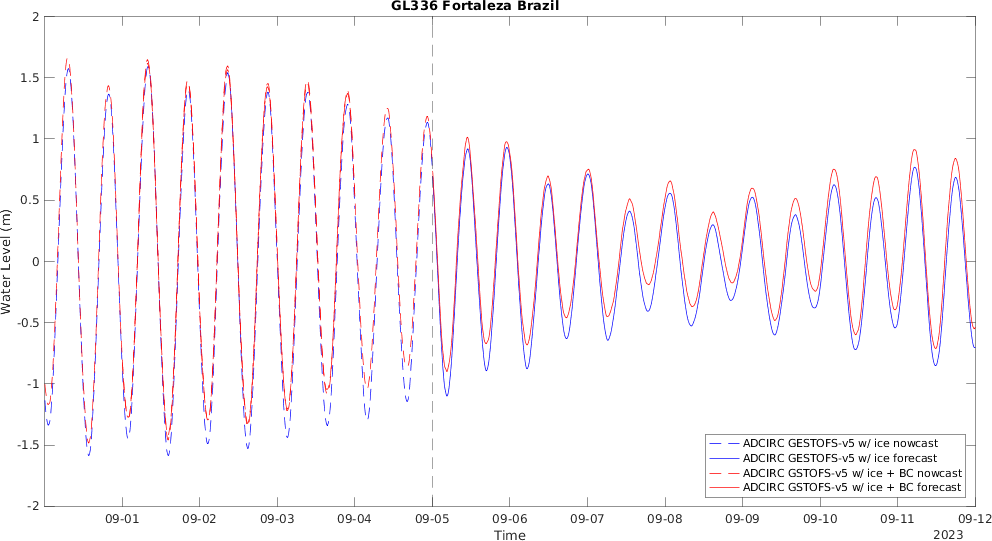 GL336 Fortaleza Brazil
2
1.5
1
0.5
0
-0.5
-1
-1.5
-2
Water Level (m)
ADCIRC GESTOFS-v5 w/ ice nowcast
ADCIRC GESTOFS-v5 w/ ice forecast
ADCIRC GSTOFS-v5 w/ ice + BC nowcast
ADCIRC GSTOFS-v5 w/ ice + BC forecast
09-01 09-02 09-03 09-04 09-05 09-06 09-07 09-08 09-09 09-10 09-11 09-12
Time
2023